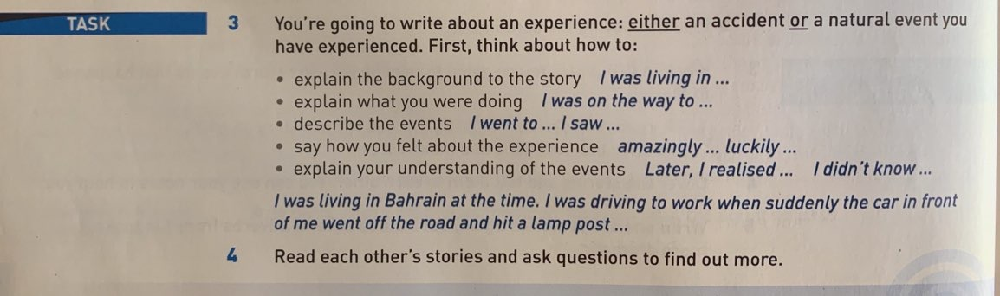 TASK
3 You're going to write about an experience: either an accident or a natural event you
have experienced. First, think about how to:
• explain the background to the story I was living in ...
• explain what you were doing I was on the way to ...
• describe the events I went to ... I saw ...
• say how you felt about the experience amazingly ... luckily ...
• explain your understanding of the events Later, I realised ... I didn't know ...
I was living in Bahrain at the time. I was driving to work when suddenly the car in front
of me went off the road and hit a lamp post ...
4 Read each other's stories and ask questions to find out more.